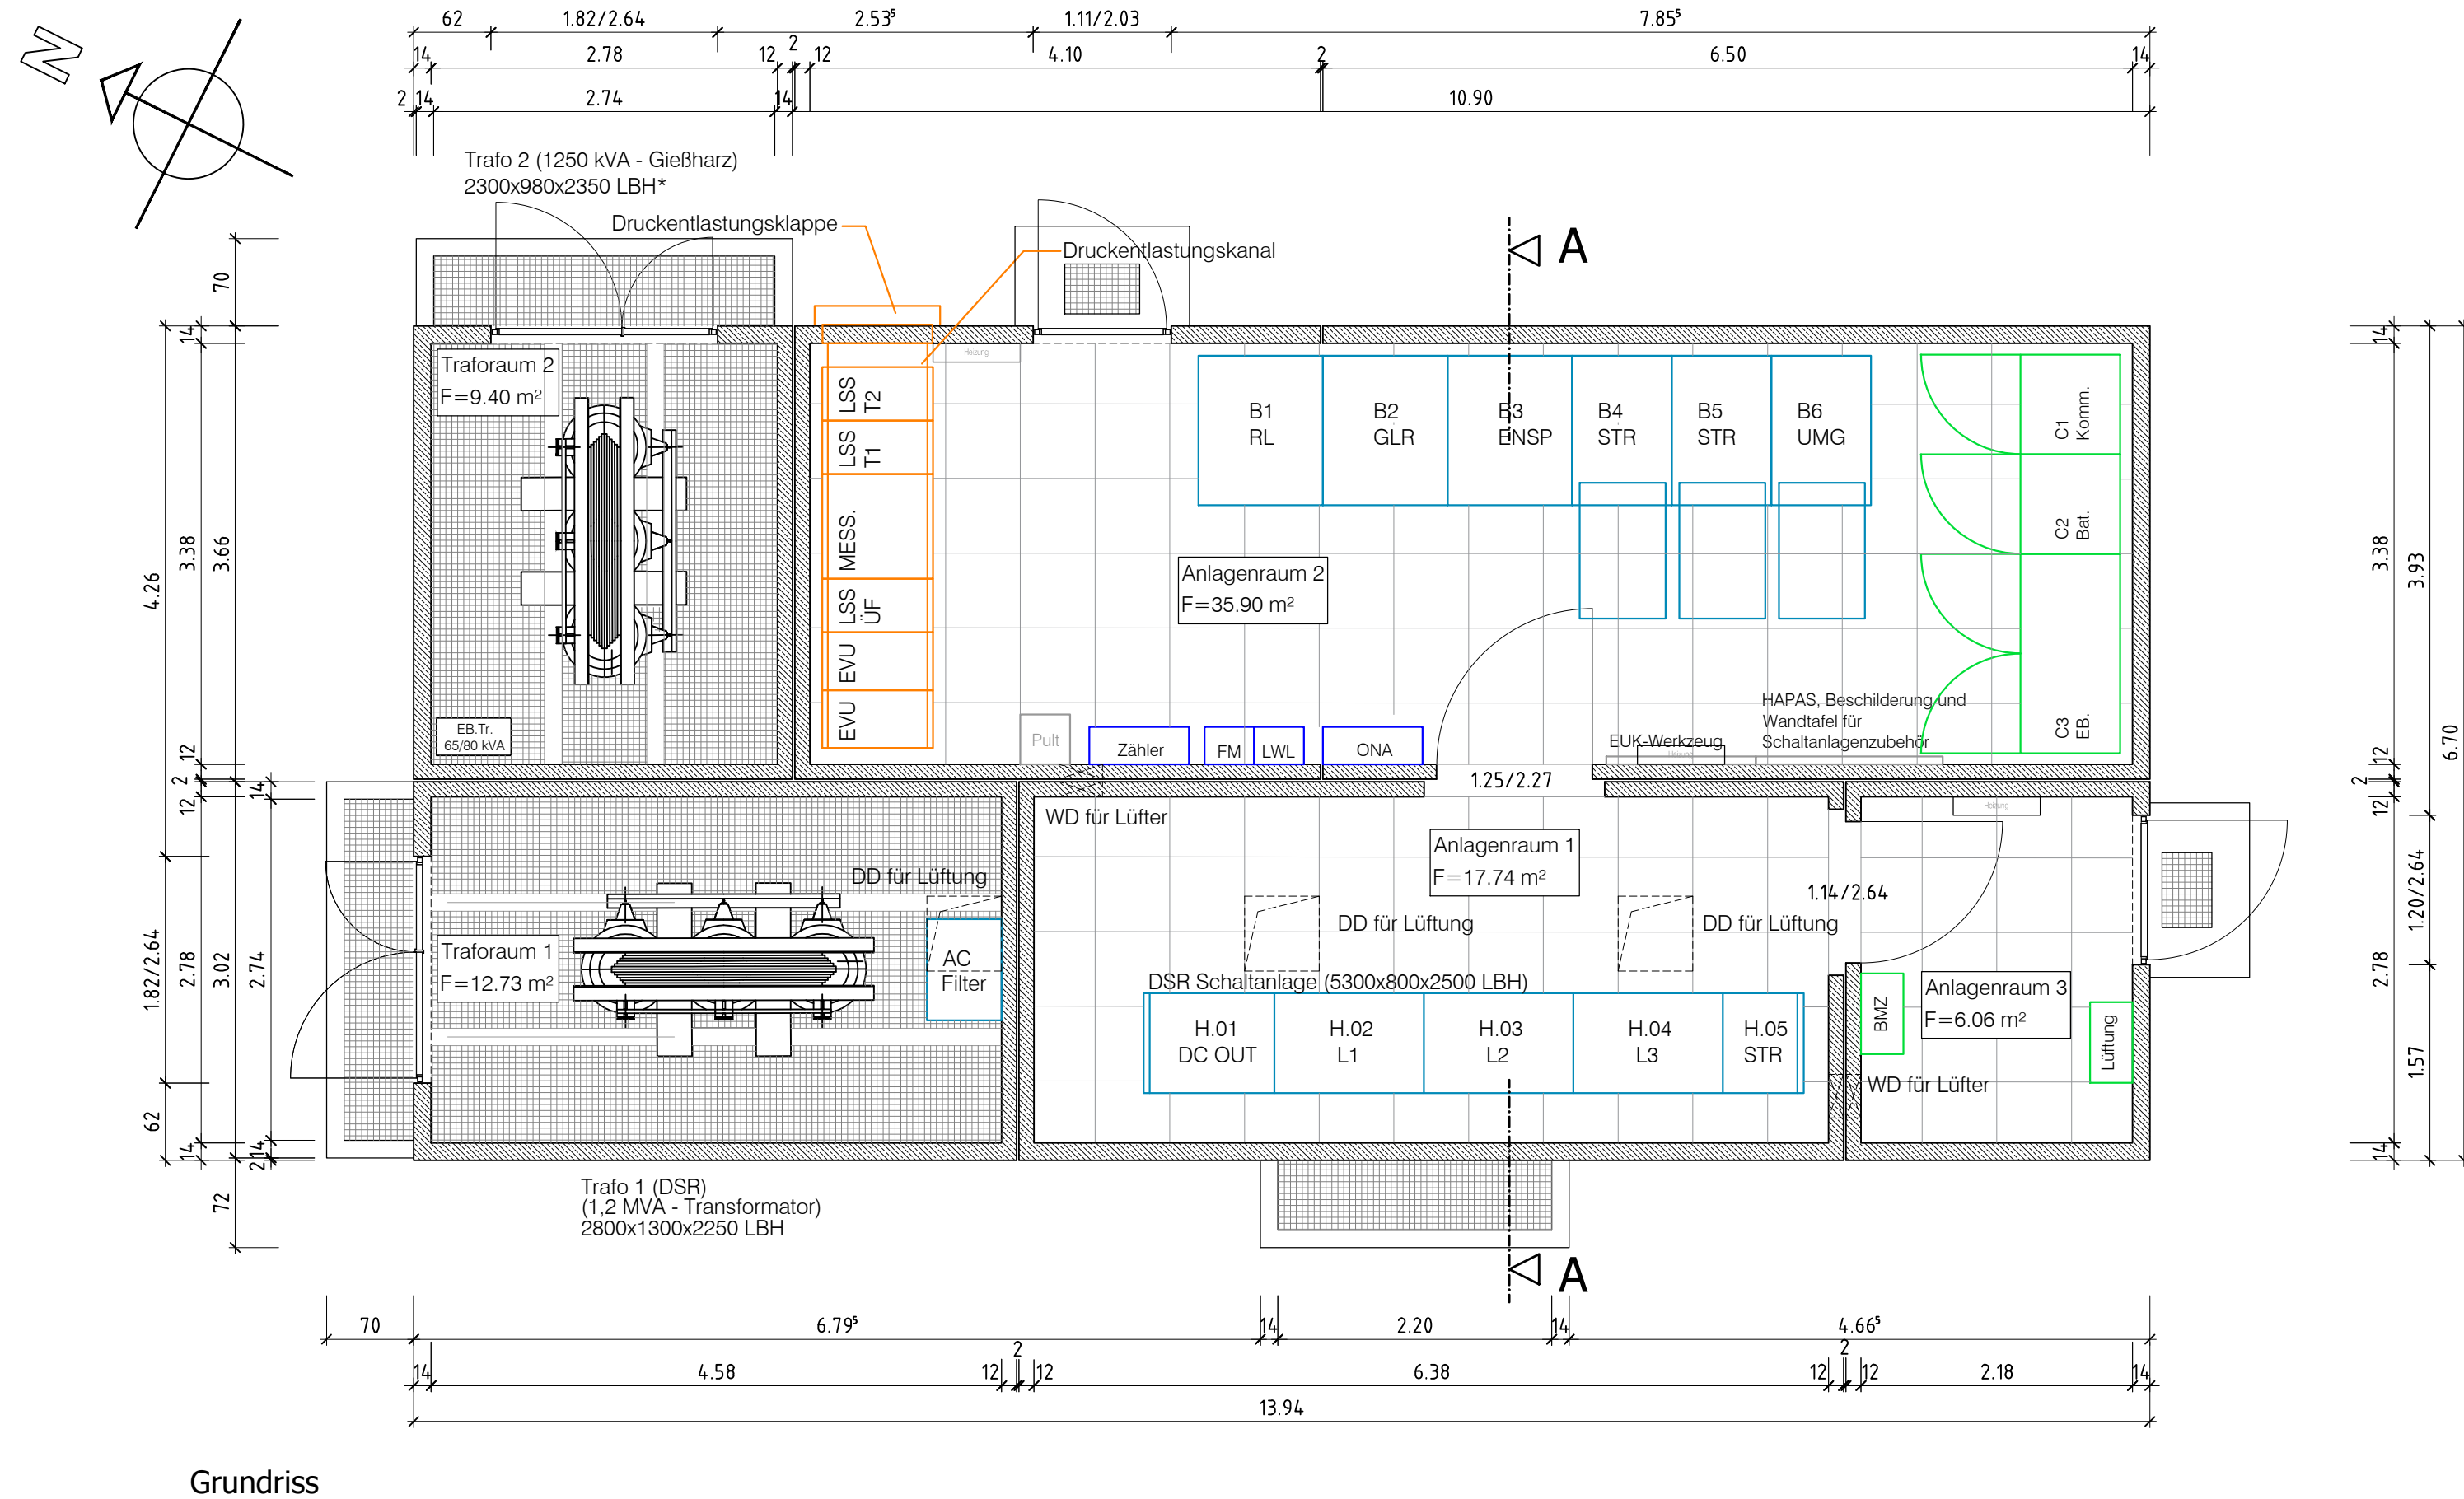 62 1.82/2.64 2.53⁵ 1.11/2.03 7.85⁵
14 2.78 12 2 12 4.10 2 6.50 14
2 14 2.74 14 10.90
N
Trafo 2 (1250 kVA - Gießharz)
2300x980x2350 LBH*
Druckentlastungsklappe
Druckentlastungskanal
A
70
14
4.26
3.38
3.66
12
2
12
14
1.82/2.64
2.78
3.02
2.74
62
14
2
14
72
Traforaum 2
F=9.40 m²
EB.Tr.
65/80 kVA
Heizung
LSS
T2
LSS
T1
MESS.
LSS
ÜF
EVU
EVU
B1
RL
B2
GLR
B3
ENSP
B4
STR
B5
STR
B6
UMG
C1
Komm.
C2
Bat.
C3
EB.
Anlagenraum 2
F=35.90 m²
Pult
Zähler
FM
LWL
ONA
HAPAS, Beschilderung und
Wandtafel für
Schaltanlagenzubehör
EUK-Werkzeug
Heizung
1.25/2.27
WD für Lüfter
Traforaum 1
F=12.73 m²
DD für Lüftung
AC
Filter
Anlagenraum 1
F=17.74 m²
DD für Lüftung
DD für Lüftung
1.14/2.64
Heizung
DSR Schaltanlage (5300x800x2500 LBH)
H.01
DC OUT
H.02
L1
H.03
L2
H.04
L3
H.05
STR
BMZ
Anlagenraum 3
F=6.06 m²
Lüftung
WD für Lüfter
14
3.38
3.93
6.70
12
2
12
1.20/2.64
2.78
1.57
14
Trafo 1 (DSR)
(1,2 MVA - Transformator)
2800x1300x2250 LBH
A
70 6.79⁵ 14 2.20 14 4.66⁵
14 4.58 12 2 12 6.38 12 2 12 2.18 14
13.94
Grundriss